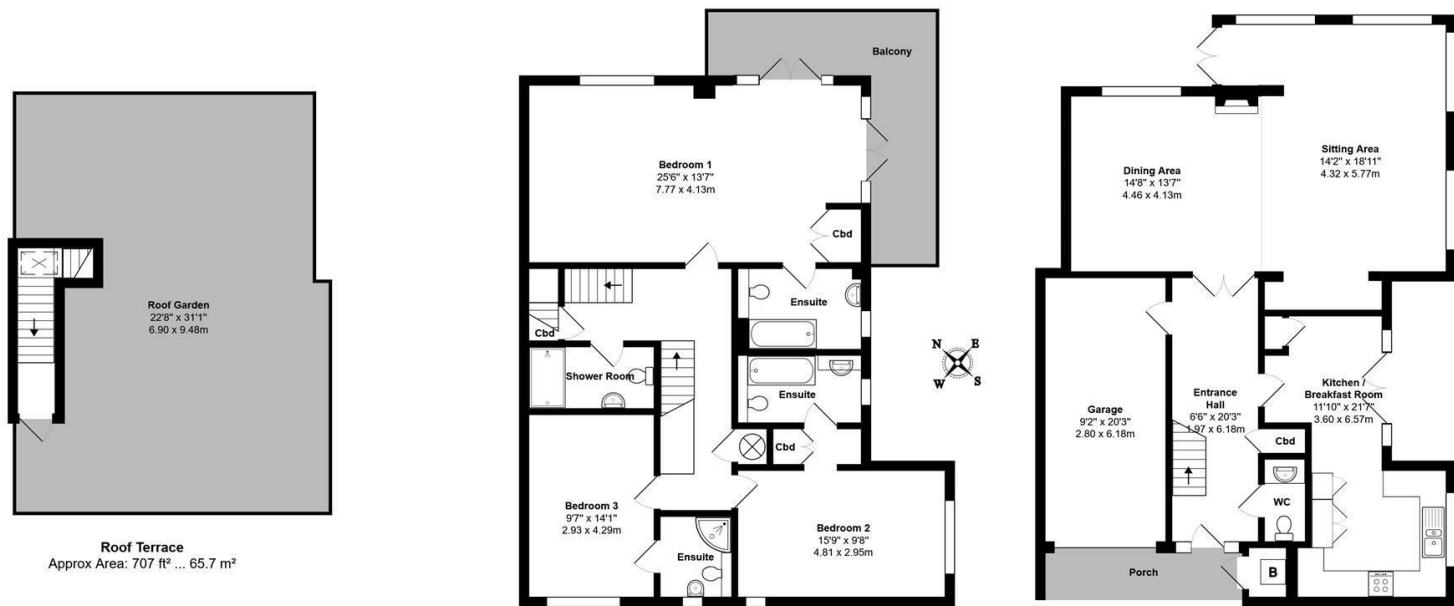 Roof Garden
22'8" x 31'1"
6.90 x 9.48m
Roof Terrace
Approx Area: 707 ft² ... 65.7 m²
Balcony
Bedroom 1
25'6" x 13'7"
7.77 x 4.13m
Cbd
Ensuite
Cbd
Shower Room
Ensuite
Cbd
Bedroom 3
9'7" x 14'1"
2.93 x 4.29m
Ensuite
Bedroom 2
15'9" x 9'8"
4.81 x 2.95m
N E
W S
Dining Area
14'8" x 13'7"
4.46 x 4.13m
Sitting Area
14'2" x 18'11"
4.32 x 5.77m
Garage
9'2" x 20'3"
2.80 x 6.18m
Entrance
Hall
6'6" x 20'3"
1.97 x 6.18m
Kitchen /
Breakfast Room
11'10" x 21'7"
3.60 x 6.57m
Cbd
WC
Porch
B